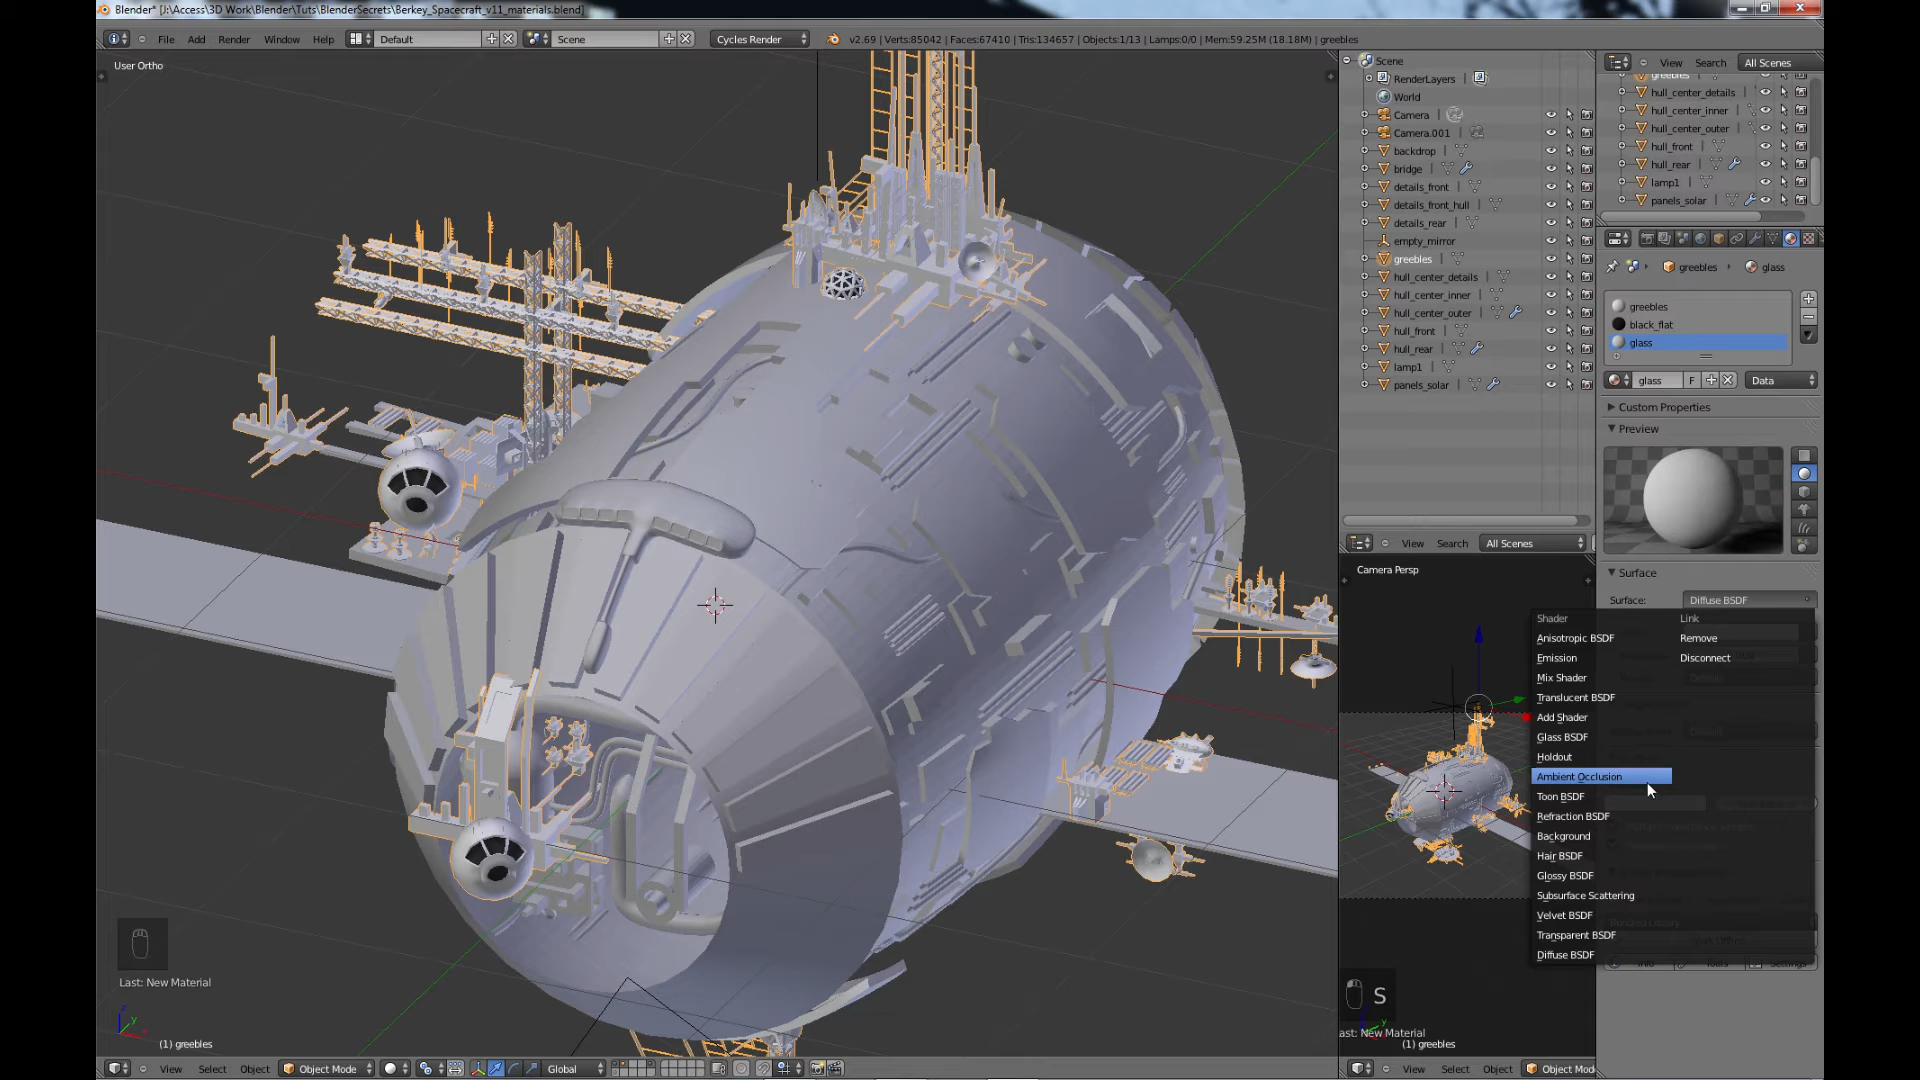 Blender* [J:\Access\3D Work\Blender\Tuts\BlenderSecrets\Berkey_Spacecraft_v11_materials.blend]
File Add Render Window Help Default Scene Cycles Render v2.69 | Verts:85042 | Faces:67410 | Tris:134657 | Objects:1/13 | Lamps:0/0 | Mem:59.25M (18.18M) | greebles
User Ortho
Last: New Material
(1) greebles
View Select Object Object Mode Global
Scene
RenderLayers
World
Camera
Camera.001
backdrop
bridge
details_front
details_front_hull
details_rear
empty_mirror
greebles
hull_center_details
hull_center_inner
hull_center_outer
hull_front
hull_rear
lamp1
panels_solar
View Search All Scenes
Camera Persp
S
ast: New Material
(1) greebles
View Select Object Object Mod
View Search All Scenes
greebles
hull_center_details
hull_center_inner
hull_center_outer
hull_front
hull_rear
lamp1
panels_solar
greebles glass
greebles
black_flat
glass
glass F Data
Custom Properties
Preview
Surface
Surface: Diffuse BSDF
Shader Link
Anisotropic BSDF Remove
Emission Disconnect
Mix Shader
Translucent BSDF
Add Shader
Glass BSDF
Holdout
Ambient Occlusion
Toon BSDF
Refraction BSDF
Background
Hair BSDF
Glossy BSDF
Subsurface Scattering
Velvet BSDF
Transparent BSDF
Diffuse BSDF